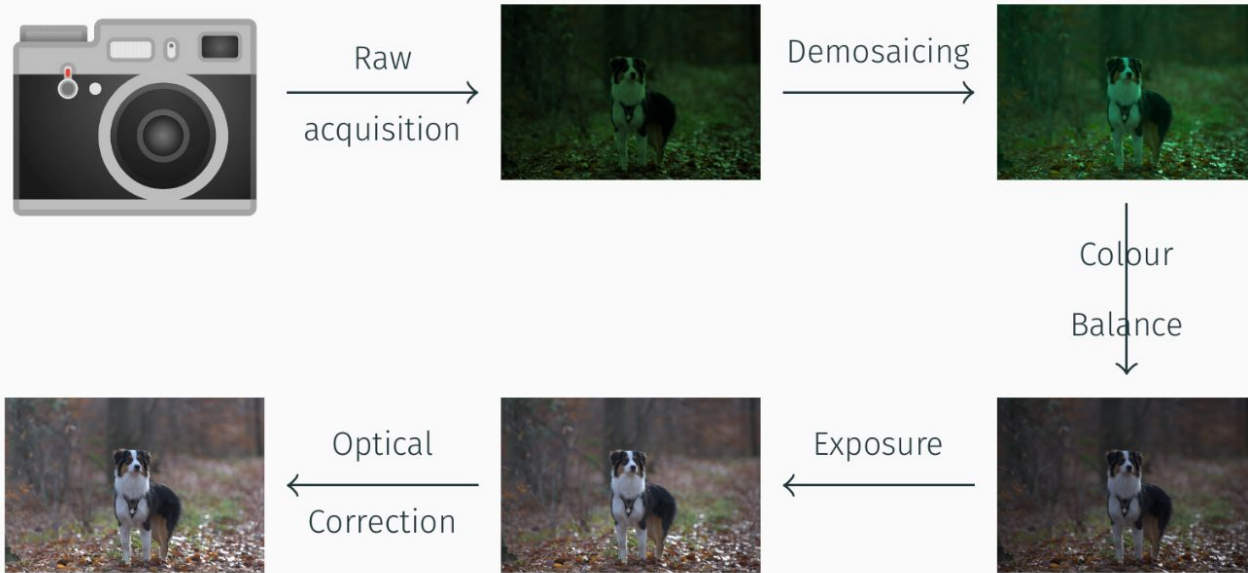 Raw
acquisition
Demosaicing
Colour
Balance
Exposure
Optical
Correction